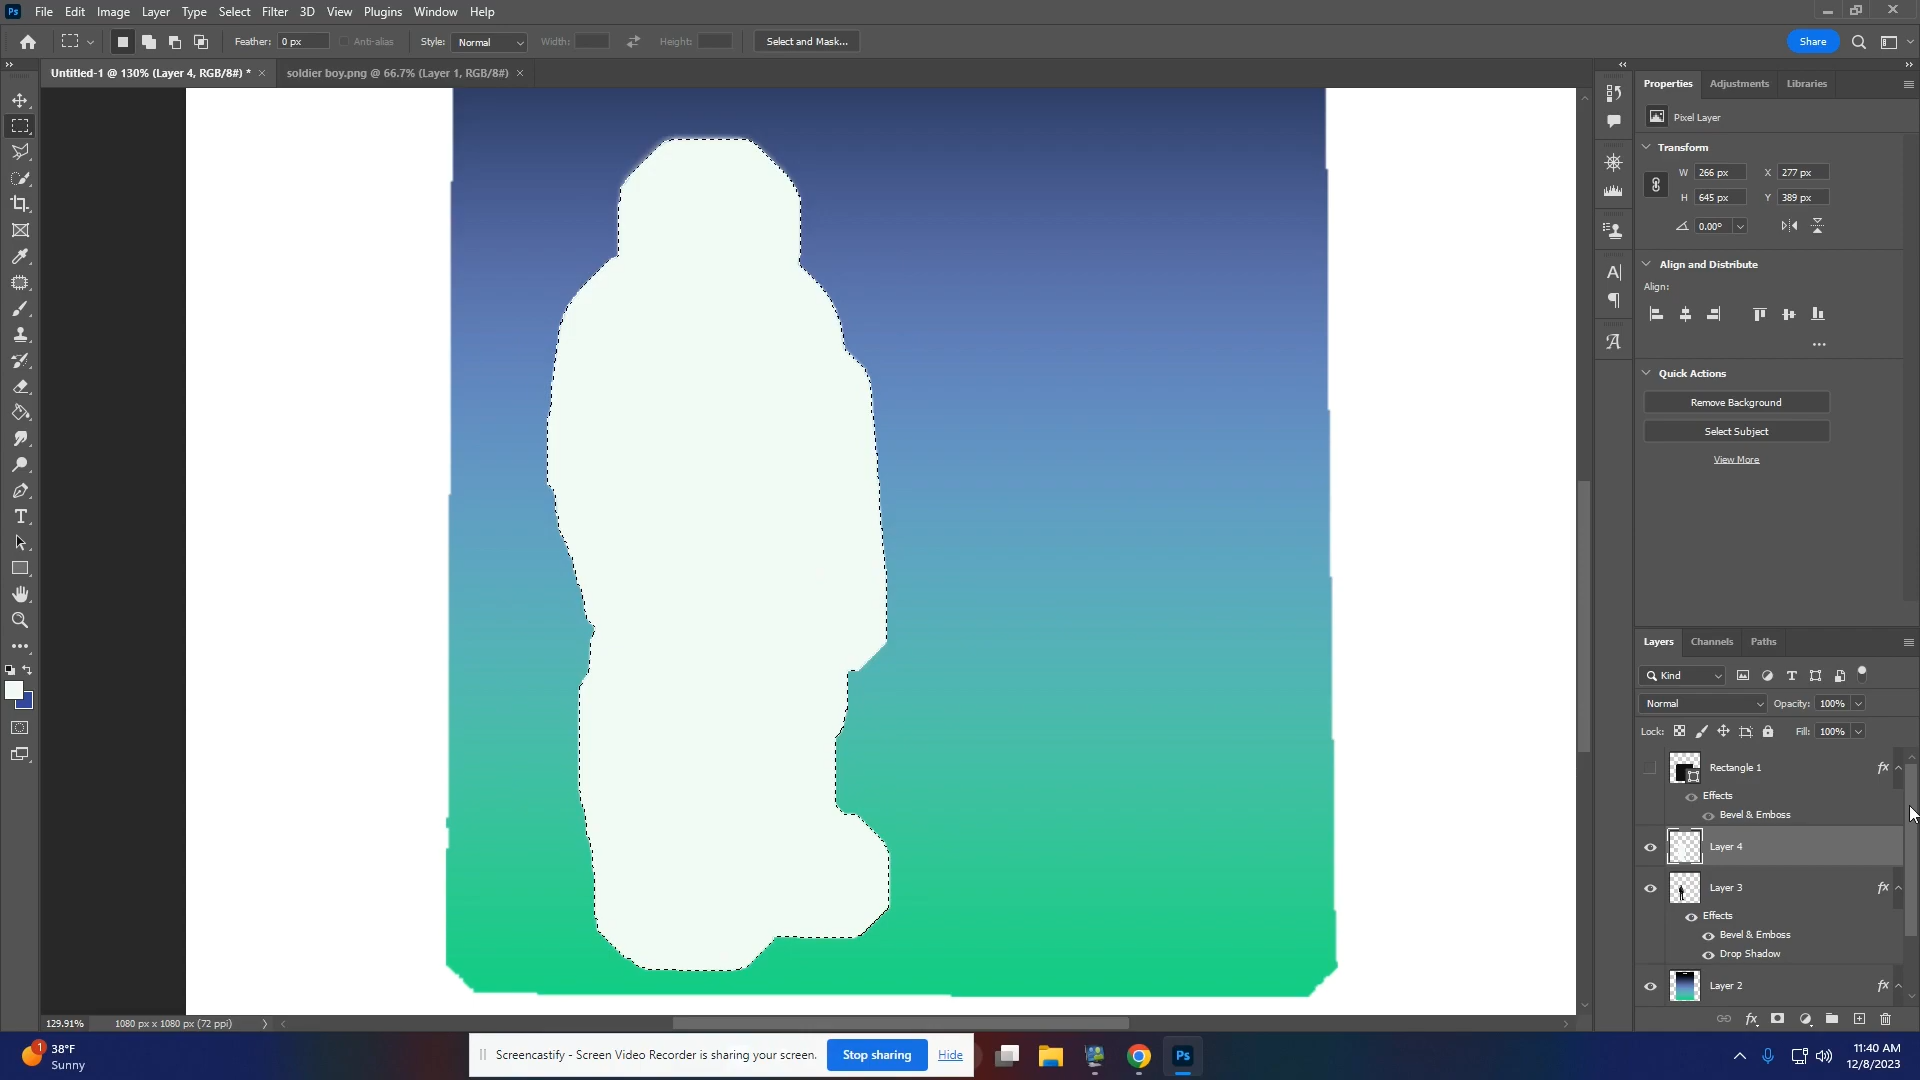 Ps File Edit Image Layer Type Select Filter 3D View Plugins Window Help
Feather: 0 px Anti-alias Style: Normal Width: Height: Select and Mask... Share
Untitled-1 @ 130% (Layer 4, RGB/8#) * × soldier boy.png @ 66.7% (Layer 1, RGB/8#) ×
Properties Adjustments Libraries
Pixel Layer
Transform
W 266 px X 277 px
H 645 px Y 389 px
0.00°
Align and Distribute
Align:
Quick Actions
Remove Background
Select Subject
View More
Layers Channels Paths
Kind
Normal Opacity: 100%
Lock: Fill: 100%
Rectangle 1 fx
Effects
Bevel & Emboss
Layer 4
Layer 3 fx
Effects
Bevel & Emboss
Drop Shadow
Layer 2 fx
129.91% 1080 px x 1080 px (72 ppi)
1 38°F
Sunny
Screencastify - Screen Video Recorder is sharing your screen. Stop sharing Hide
Ps
11:40 AM
12/8/2023